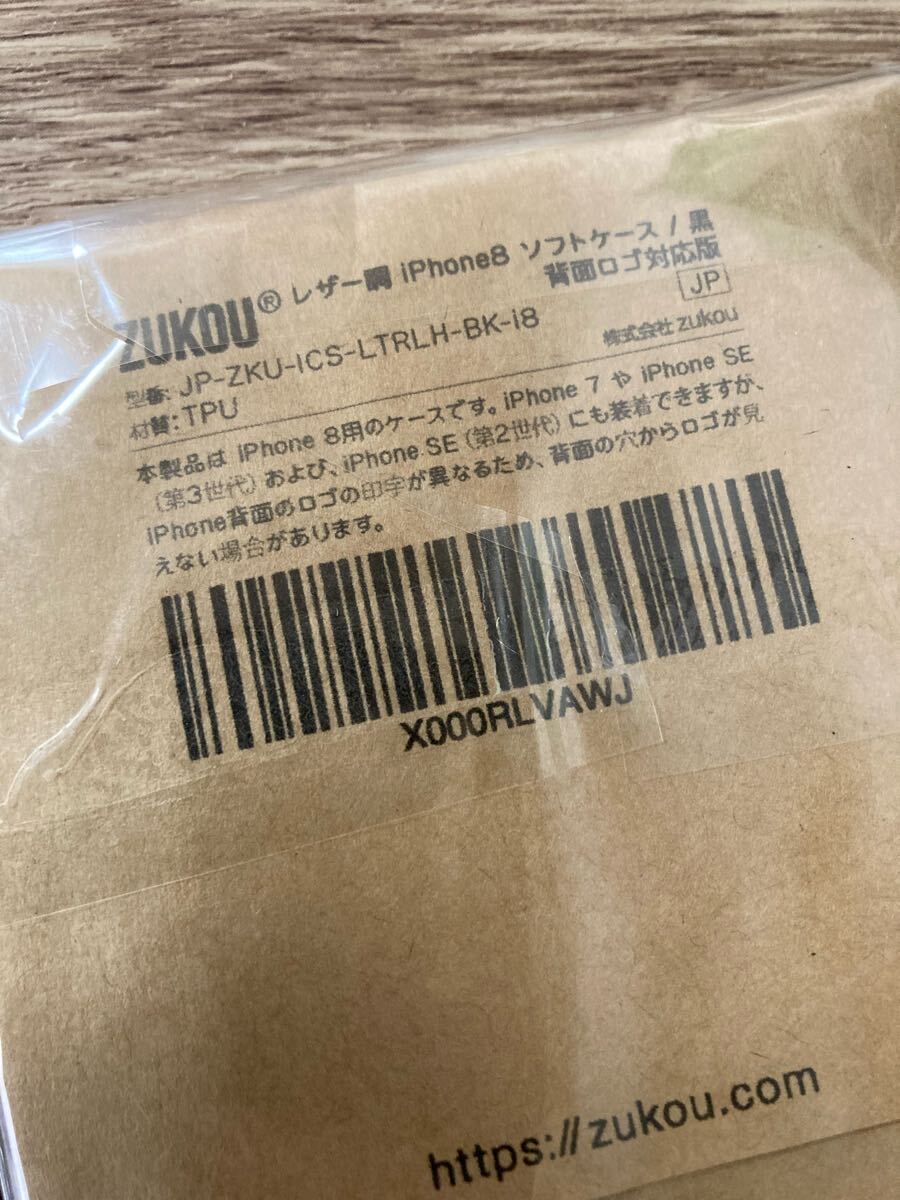 ZUKOU® レザー調 iPhone8 ソフトケース / 黒
背面ロゴ対応版
型番: JP-ZKU-ICS-LTRLH-BK-i8 JP
材質:TPU 株式会社zukou
本製品は iPhone 8用のケースです。iPhone 7 や iPhone SE
（第3世代）および、iPhone SE（第2世代）にも装着できますが、
iPhone背面のロゴの印字が異なるため、背面の穴からロゴが見
えない場合があります。
X000RLVAWJ
https://zukou.com